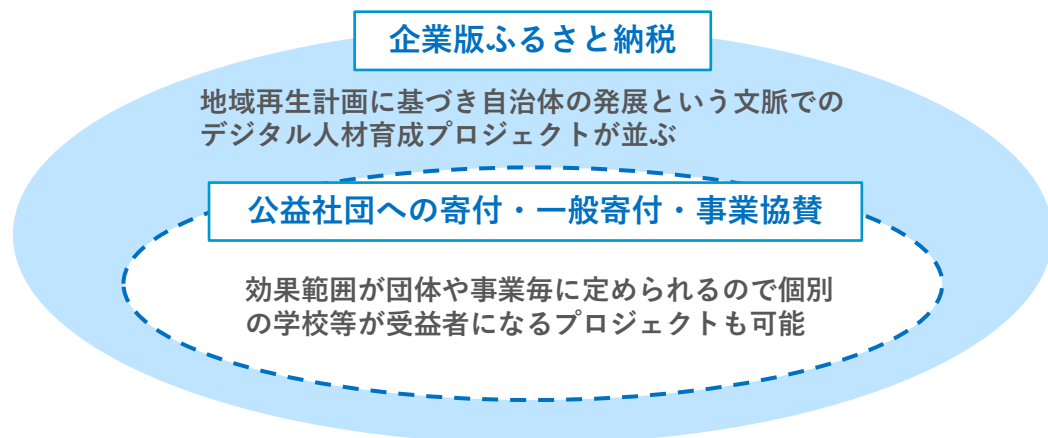 企業版ふるさと納税
地域再生計画に基づき自治体の発展という文脈での
デジタル人材育成プロジェクトが並ぶ
公益社団への寄付・一般寄付・事業協賛
効果範囲が団体や事業毎に定められるので個別
の学校等が受益者になるプロジェクトも可能